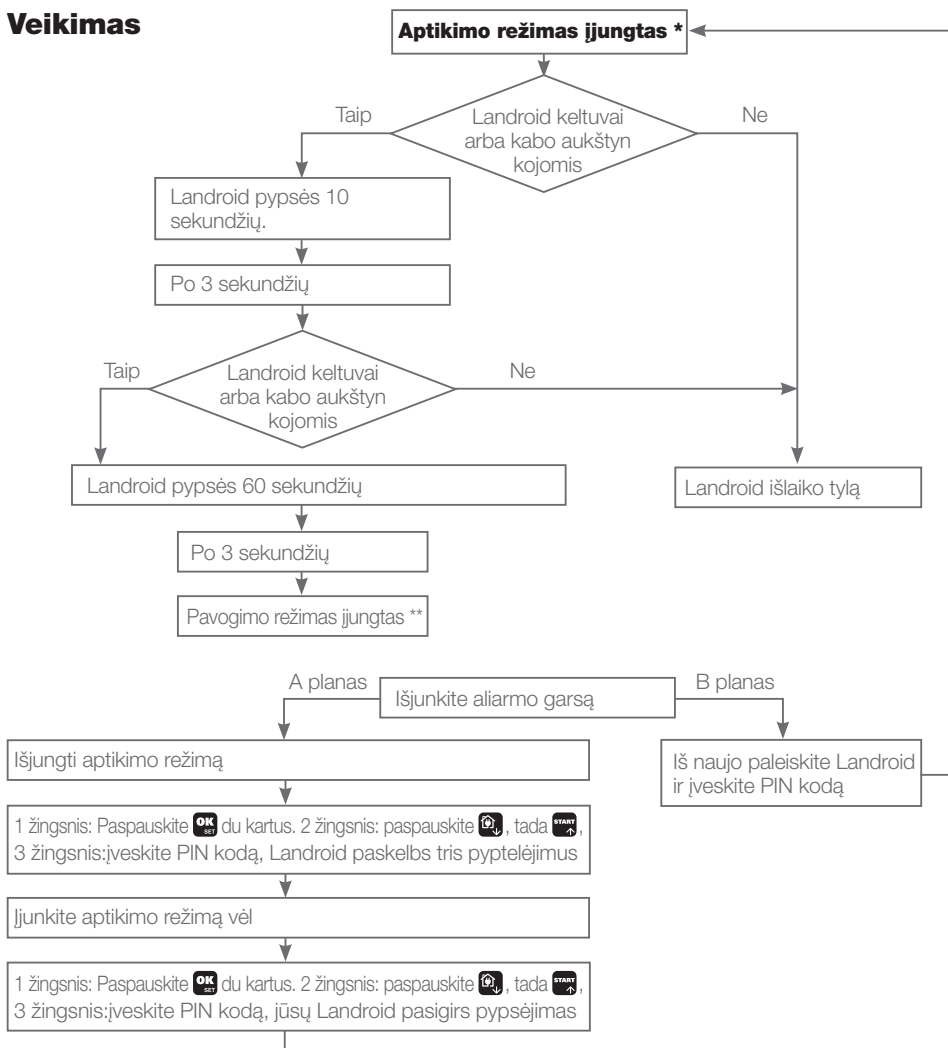 Veikimas
Aptikimo režimas įjungtas *
Taip
Landroid keltuvai
arba kabo aukštyn
kojomis
Ne
Landroid pypsės 10
sekundžių.
Po 3 sekundžių
Taip
Landroid keltuvai
arba kabo aukštyn
kojomis
Ne
Landroid pypsės 60 sekundžių
Landroid išlaiko tylą
Po 3 sekundžių
Pavogimo režimas įjungtas **
A planas
Išjunkite aliarmo garsą
B planas
Išjungti aptikimo režimą
Iš naujo paleiskite Landroid
ir įveskite PIN kodą
1 žingsnis: Paspauskite OK SET du kartus. 2 žingsnis: paspauskite , tada START ,
3 žingsnis:įveskite PIN kodą, Landroid paskelbs tris pyptelėjimus
Įjunkite aptikimo režimą vėl
1 žingsnis: Paspauskite OK SET du kartus. 2 žingsnis: paspauskite , tada START ,
3 žingsnis:įveskite PIN kodą, jūsų Landroid pasigirs pypsėjimas